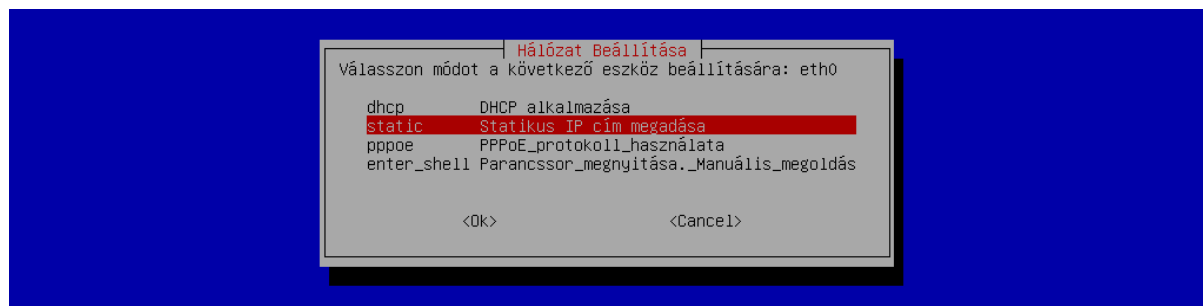 Hálózat Beállítása
Válasszon módot a következő eszköz beállítására: eth0
dhcp DHCP alkalmazása
static Statikus IP cím megadása
pppoe PPPoE_protokoll_használata
enter_shell Parancssor_megnyitása._Manuális_megoldás
<Ok> <Cancel>